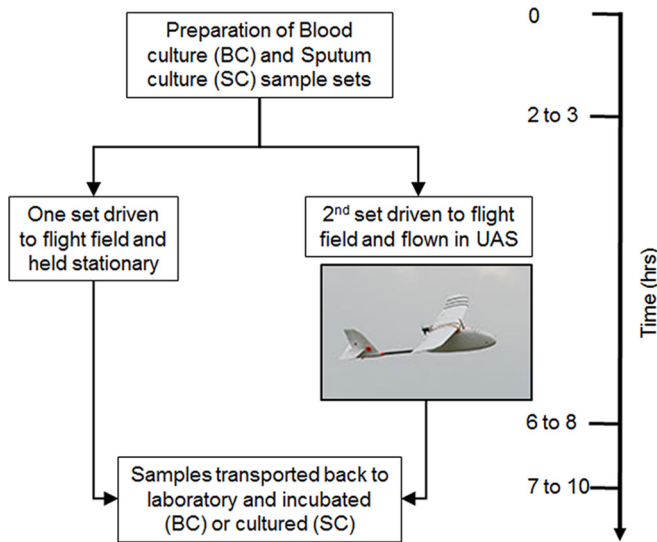 Preparation of Blood
culture (BC) and Sputum
culture (SC) sample sets
0
2 to 3
One set driven
to flight field and
held stationary
2nd set driven to flight
field and flown in UAS
Time (hrs)
6 to 8
Samples transported back to
laboratory and incubated
(BC) or cultured (SC)
7 to 10